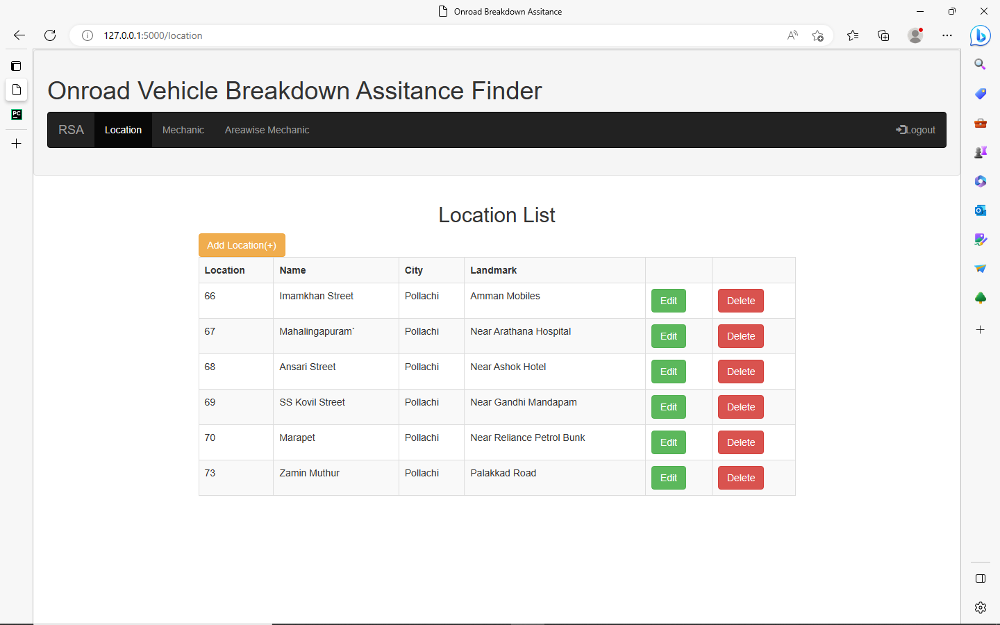 Onroad Breakdown Assitance
127.0.0.1:5000/location
Onroad Vehicle Breakdown Assitance Finder
RSA Location Mechanic Areawise Mechanic Logout
Location List
Add Location(+)
Location Name City Landmark
66 Imamkhan Street Pollachi Amman Mobiles Edit Delete
67 Mahalingapuram` Pollachi Near Arathana Hospital Edit Delete
68 Ansari Street Pollachi Near Ashok Hotel Edit Delete
69 SS Kovil Street Pollachi Near Gandhi Mandapam Edit Delete
70 Marapet Pollachi Near Reliance Petrol Bunk Edit Delete
73 Zamin Muthur Pollachi Palakkad Road Edit Delete
PC